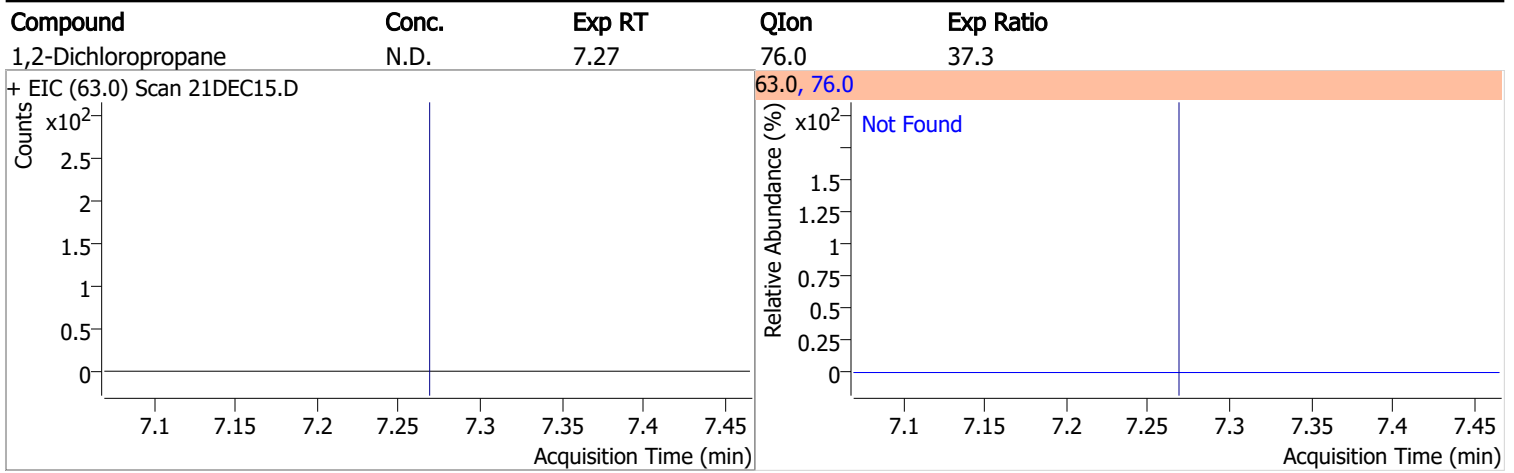 Compound Conc. Exp RT QIon Exp Ratio
1,2-Dichloropropane N.D. 7.27 76.0 37.3
+ EIC (63.0) Scan 21DEC15.D
Counts
x10²
2.5
2
1.5
1
0.5
0
7.1 7.15 7.2 7.25 7.3 7.35 7.4 7.45
Acquisition Time (min)
63.0, 76.0
Relative Abundance (%)
x10²
Not Found
1.5
1.25
1
0.75
0.5
0.25
0
7.1 7.15 7.2 7.25 7.3 7.35 7.4 7.45
Acquisition Time (min)